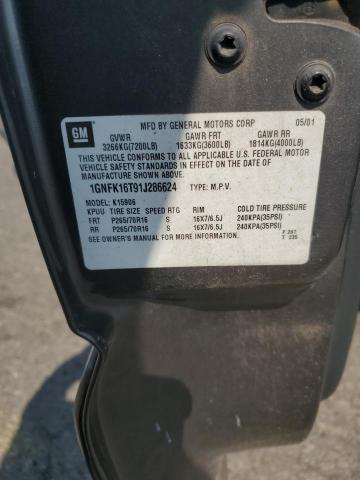 GM
MFD BY GENERAL MOTORS CORP 05/01
GVWR GAWR FRT GAWR RR
3266KG(7200LB) 1633KG(3600LB) 1814KG(4000LB)
THIS VEHICLE CONFORMS TO ALL APPLICABLE U.S. FEDERAL MOTOR
VEHICLE SAFETY STANDARDS IN EFFECT ON THE DATE OF
MANUFACTURE SHOWN ABOVE.
1GNFK16T91J286624 TYPE: M.P.V.
MODEL: K15906
KPUU TIRE SIZE SPEED RTG RIM COLD TIRE PRESSURE
FRT P265/70R16 S 16X7/6.5J 240KPA(35PSI)
RR P265/70R16 S 16X7/6.5J 240KPA(35PSI)
SEE OWNER'S MANUAL FOR ADDITIONAL INFORMATION.